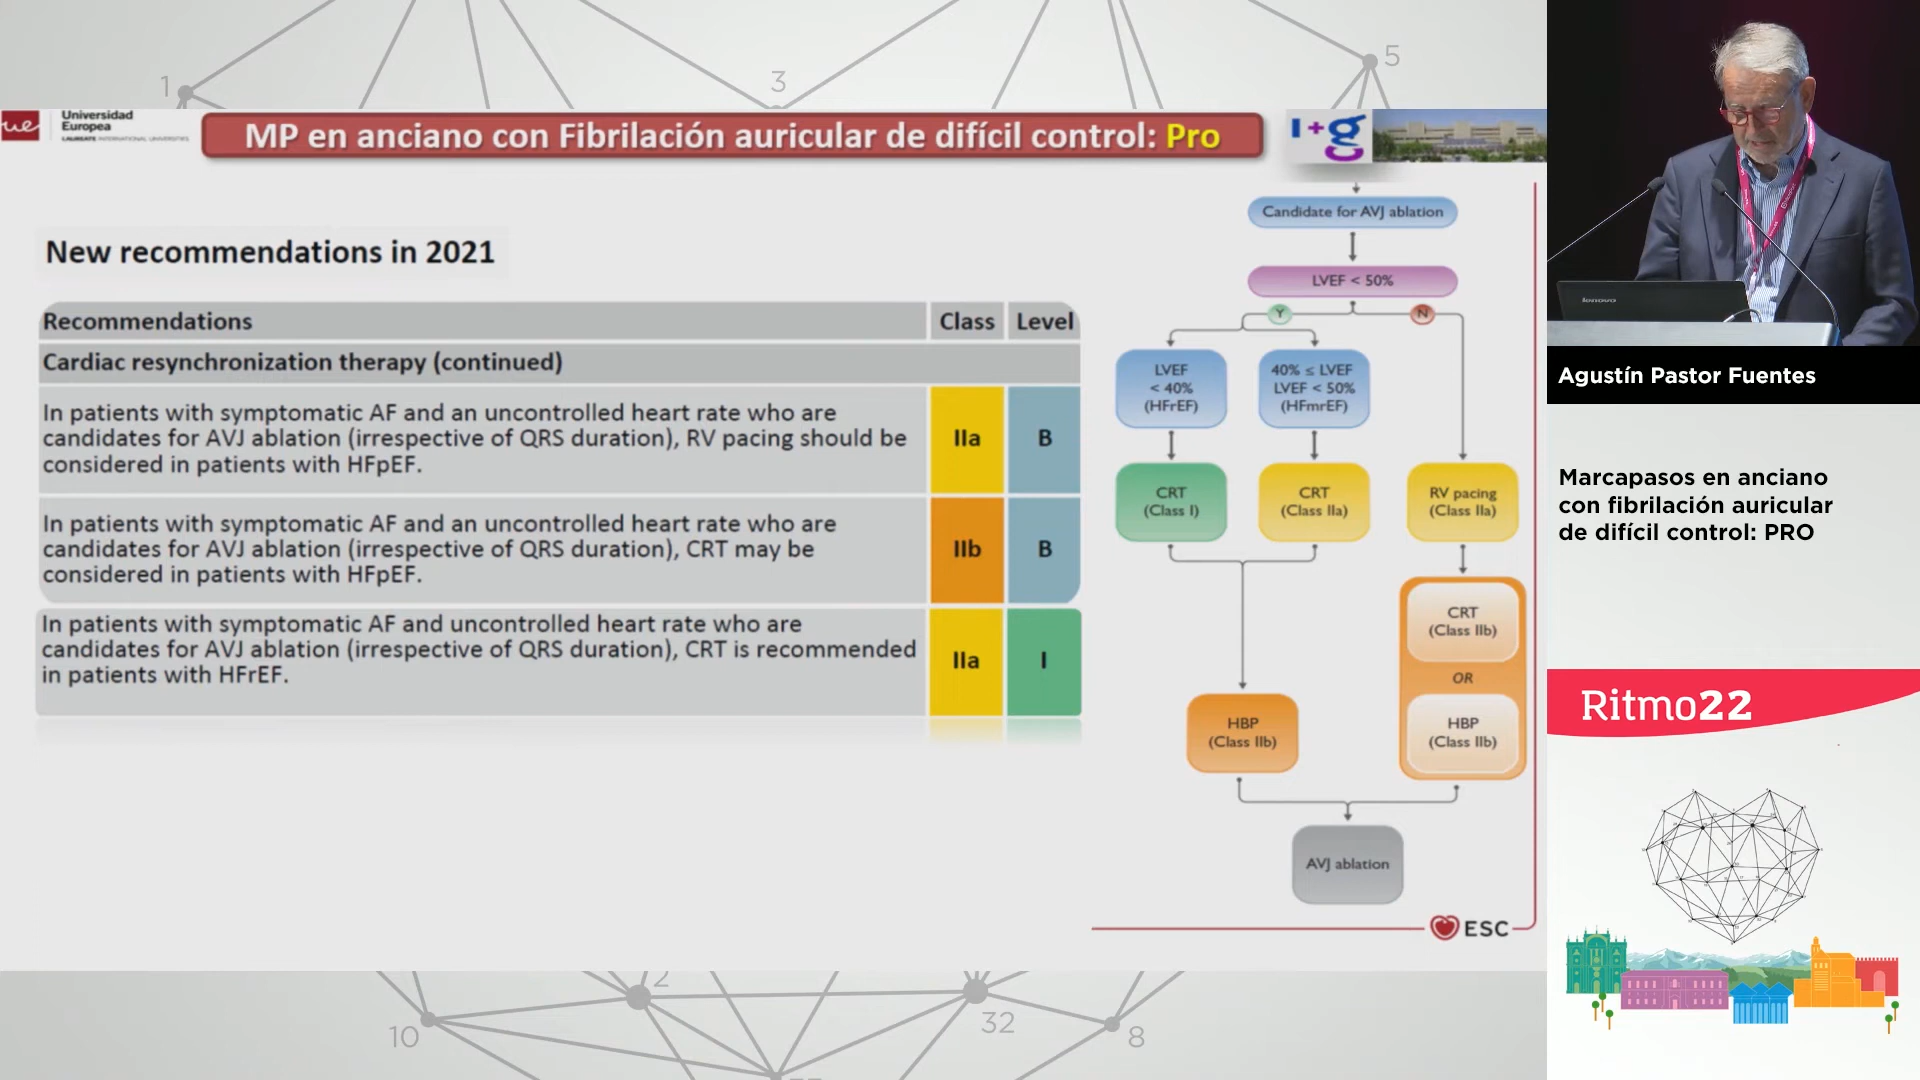 1
3
5
ue
Universidad
Europea
LAUREATE INTERNATIONAL UNIVERSITIES
MP en anciano con Fibrilación auricular de difícil control: Pro
i+g
New recommendations in 2021
Recommendations Class Level
Cardiac resynchronization therapy (continued)
In patients with symptomatic AF and an uncontrolled heart rate who are
candidates for AVJ ablation (irrespective of QRS duration), RV pacing should be
considered in patients with HFpEF.
IIa B
In patients with symptomatic AF and an uncontrolled heart rate who are
candidates for AVJ ablation (irrespective of QRS duration), CRT may be
considered in patients with HFpEF.
IIb B
In patients with symptomatic AF and uncontrolled heart rate who are
candidates for AVJ ablation (irrespective of QRS duration), CRT is recommended
in patients with HFrEF.
IIa I
Candidate for AVJ ablation
LVEF < 50%
Y N
LVEF
< 40%
(HFrEF)
40% ≤ LVEF
LVEF < 50%
(HFmrEF)
CRT
(Class I)
CRT
(Class IIa)
RV pacing
(Class IIa)
CRT
(Class IIb)
OR
HBP
(Class IIb)
HBP
(Class IIb)
AVJ ablation
ESC
2
10
32
8
lenovo
Agustín Pastor Fuentes
Marcapasos en anciano
con fibrilación auricular
de difícil control: PRO
Ritmo22